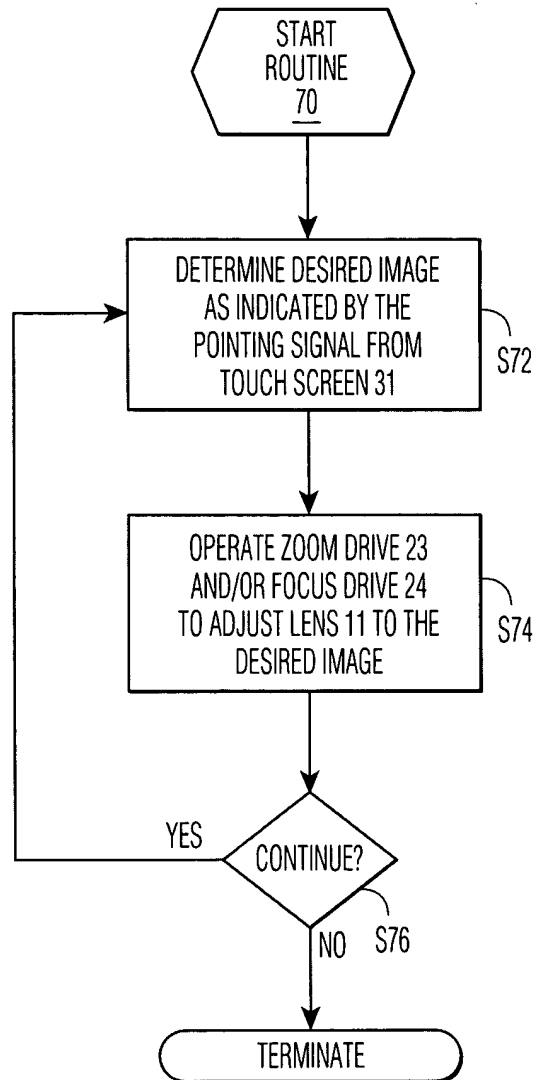 START
ROUTINE
70
DETERMINE DESIRED IMAGE
AS INDICATED BY THE
POINTING SIGNAL FROM
TOUCH SCREEN 31
S72
OPERATE ZOOM DRIVE 23
AND/OR FOCUS DRIVE 24
TO ADJUST LENS 11 TO THE
DESIRED IMAGE
S74
YES
CONTINUE?
S76
NO
TERMINATE